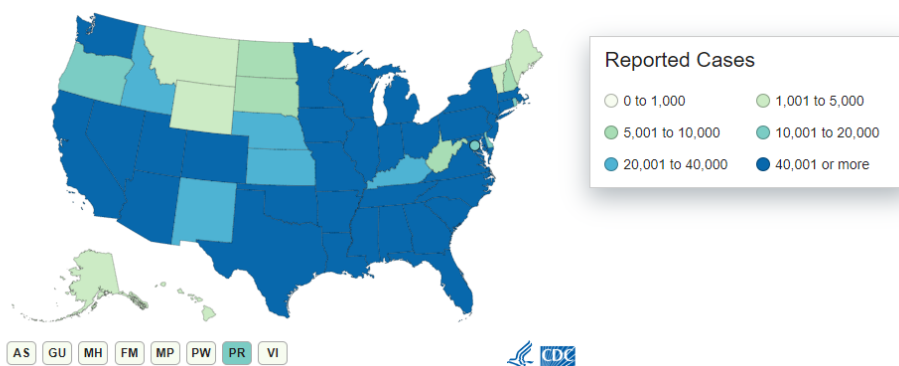 Reported Cases
0 to 1,000
1,001 to 5,000
5,001 to 10,000
10,001 to 20,000
20,001 to 40,000
40,001 or more
AS GU MH FM MP PW PR VI
CDC